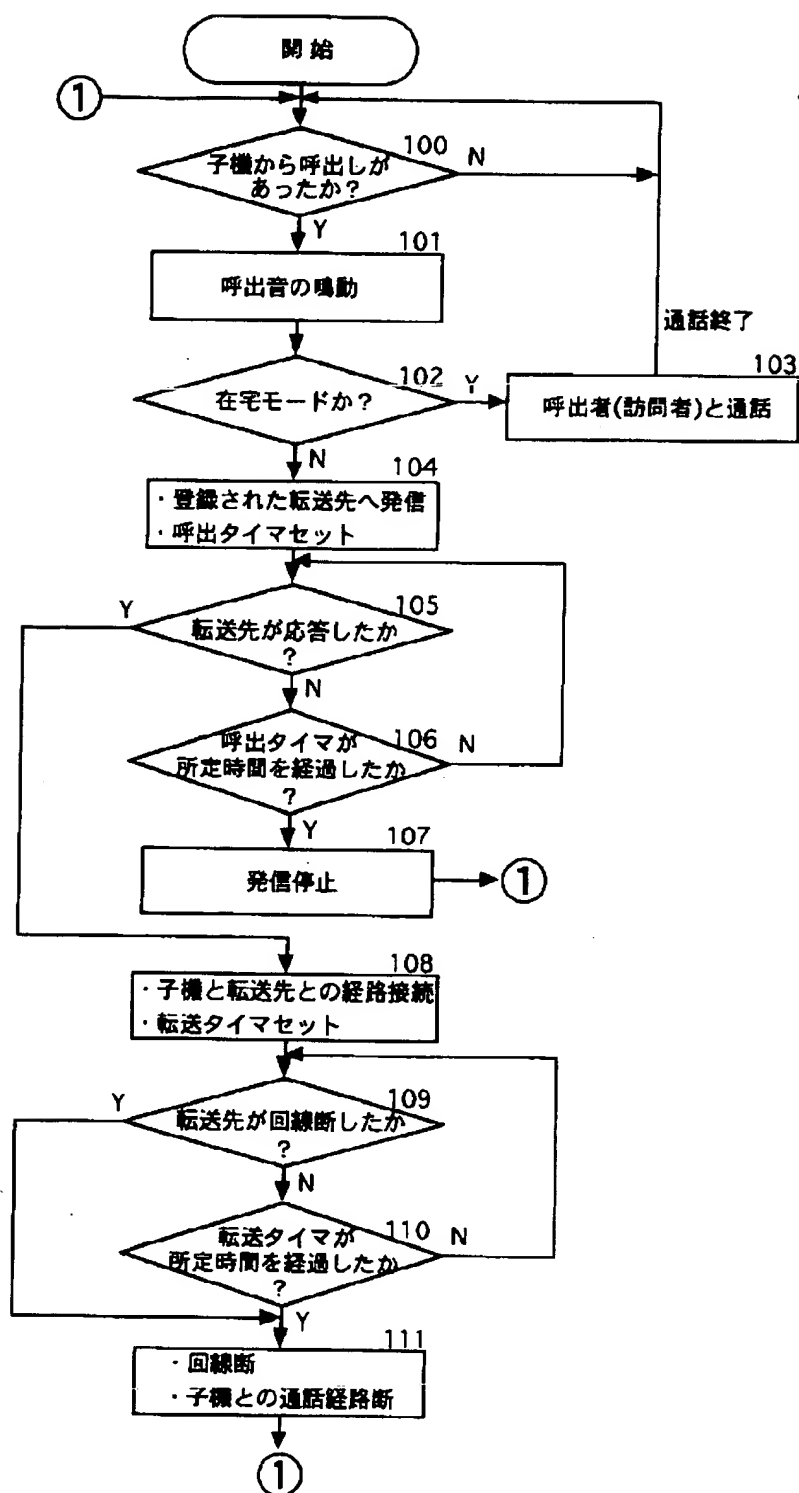 開始
①
100
子機から呼出しが
あったか？
N
Y
101
呼出音の鳴動
通話終了
102
在宅モードか？
Y
103
呼出者(訪問者)と通話
N
104
・登録された転送先へ発信
・呼出タイマセット
Y
105
転送先が応答したか
？
N
呼出タイマが
106
N
所定時間を経過したか
？
Y
107
発信停止
①
108
・子機と転送先との経路接続
・転送タイマセット
Y
109
転送先が回線断したか
？
N
転送タイマが
110
N
所定時間を経過したか
？
Y
111
・回線断
・子機との通話経路断
①